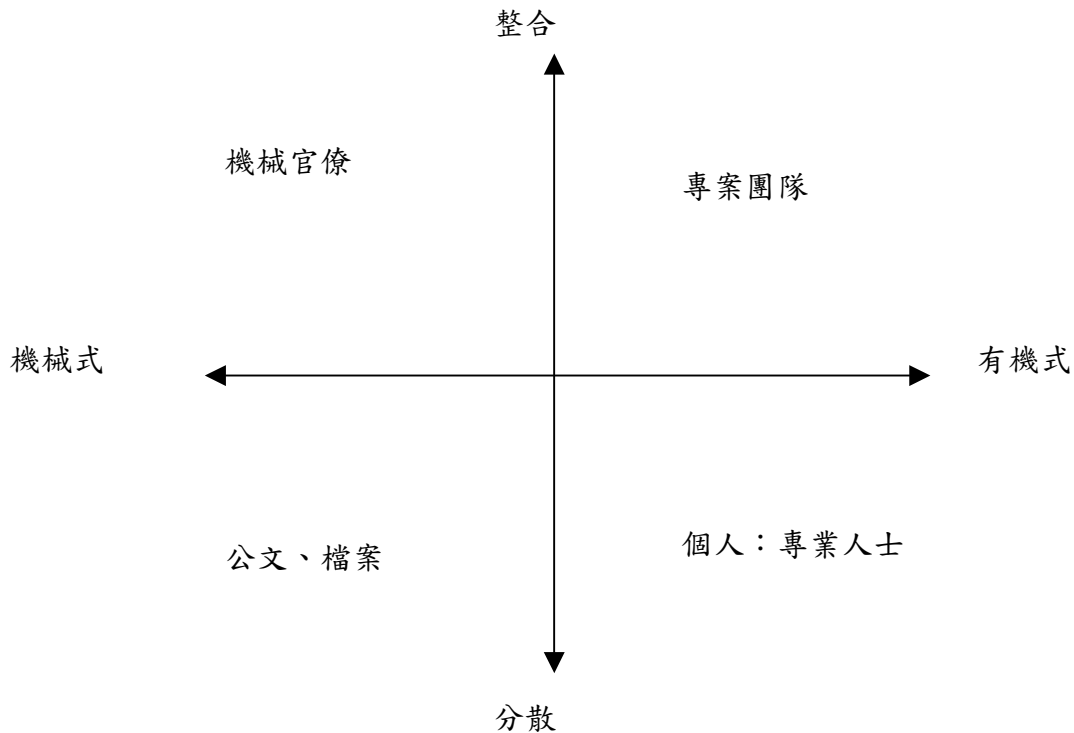 整合
機械官僚
專案團隊
機械式
有機式
個人：專業人士
公文、檔案
分散